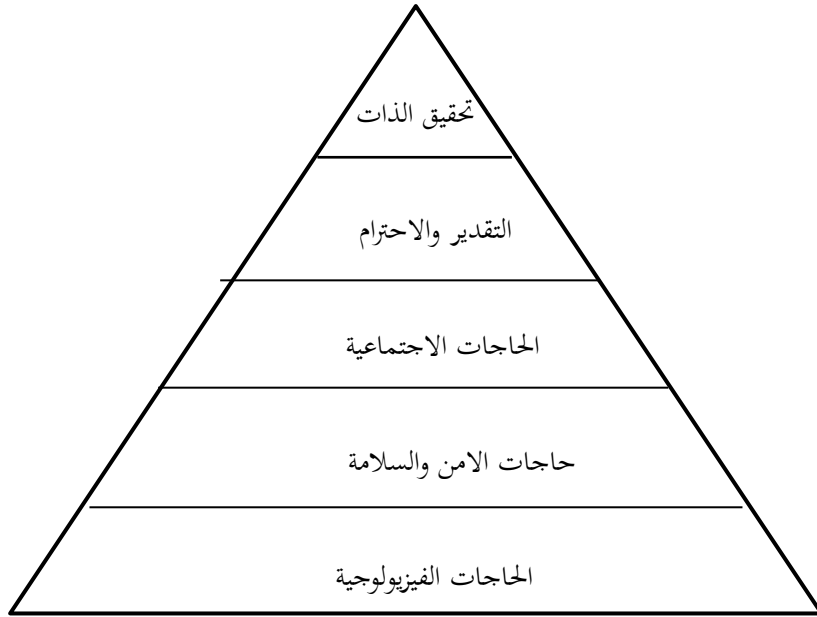 تحقيق الذات
التقدير والاحترام
الحاجات الاجتماعية
حاجات الامن والسلامة
الحاجات الفيزيولوجية